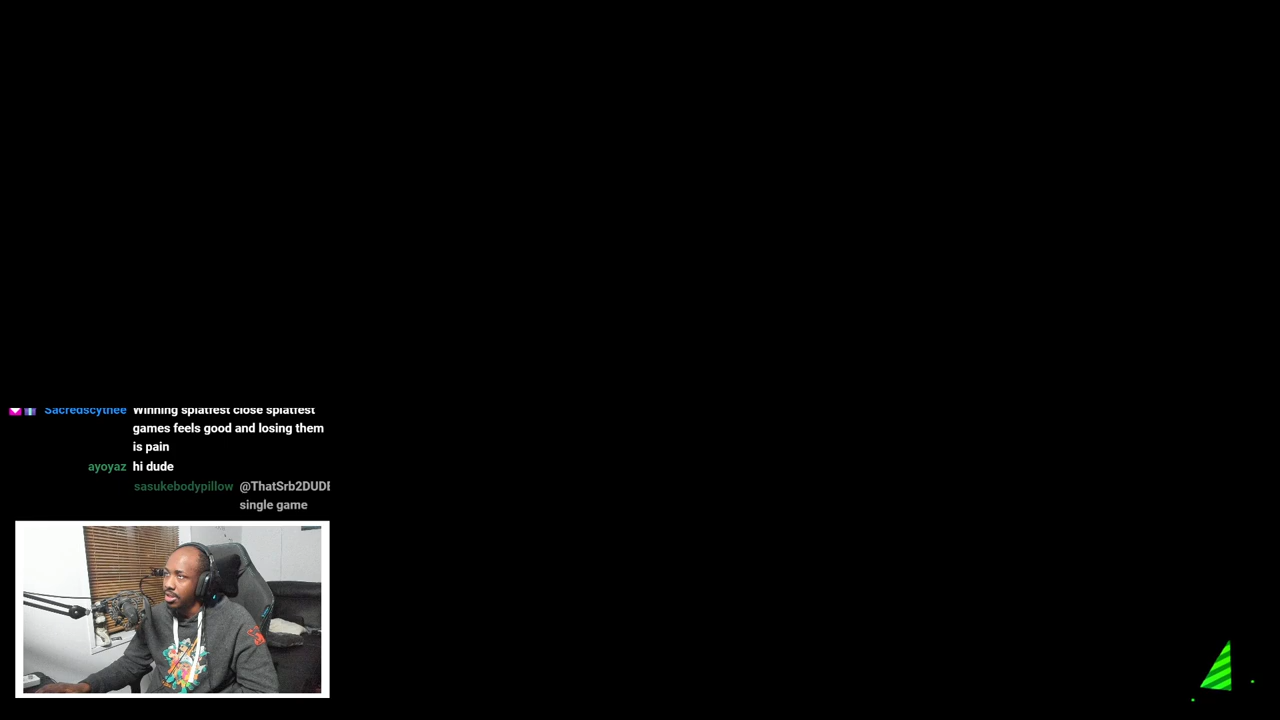 Sacredscythee Winning splatfest close splatfest
games feels good and losing them
is pain
ayoyaz hi dude
sasukebodypillow @ThatSrb2DUDE
single game